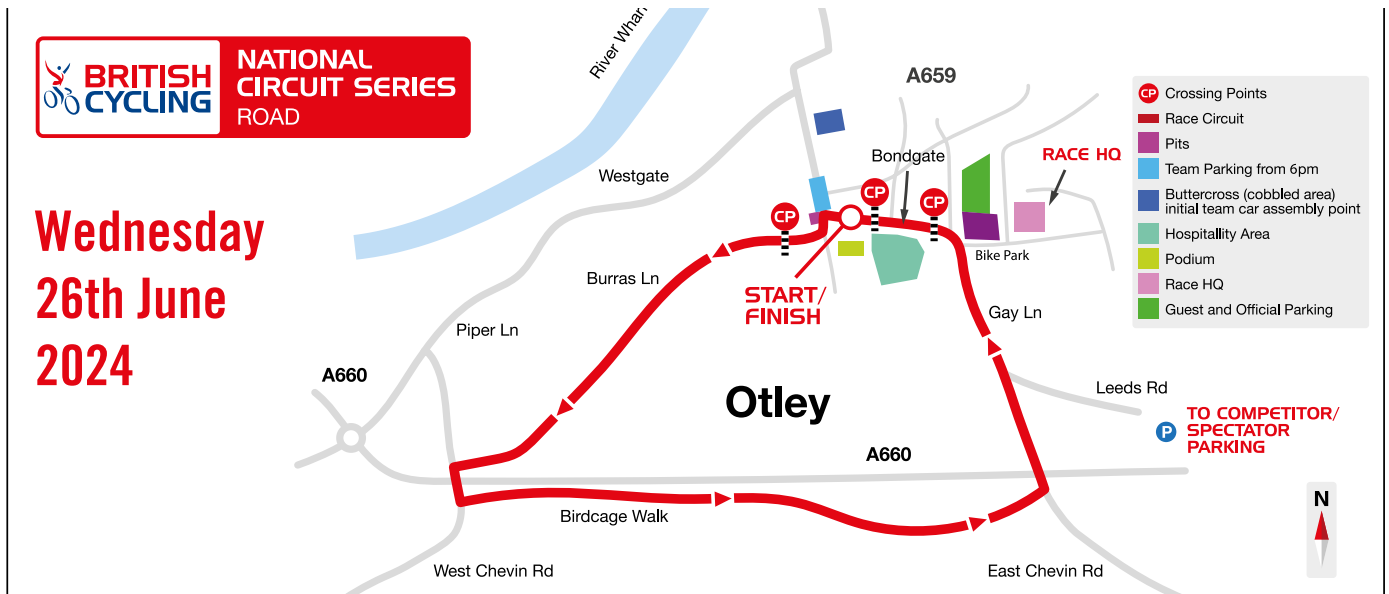 BRITISH
CYCLING
NATIONAL
CIRCUIT SERIES
ROAD
Wednesday
26th June
2024
River Whar
A659
Westgate
Bondgate
RACE HQ
CP
CP
CP
Burras Ln
Bike Park
START/
FINISH
Gay Ln
Piper Ln
A660
Otley
Leeds Rd
P
TO COMPETITOR/
SPECTATOR
PARKING
A660
Birdcage Walk
West Chevin Rd
East Chevin Rd
CP Crossing Points
Race Circuit
Pits
Team Parking from 6pm
Buttercross (cobbled area)
initial team car assembly point
Hospitallity Area
Podium
Race HQ
Guest and Official Parking
N